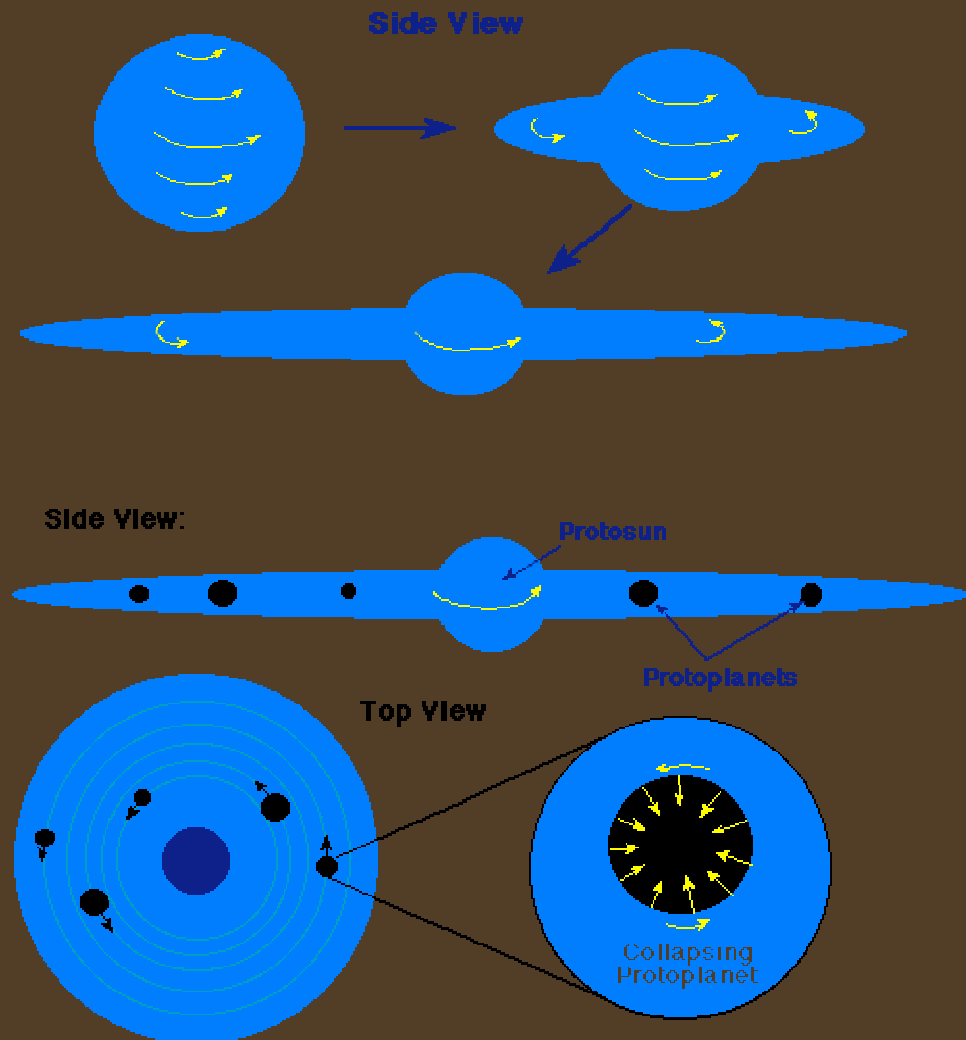 Side View
Side View:
Protosun
Protoplanets
Top View
Collapsing
Protoplanet